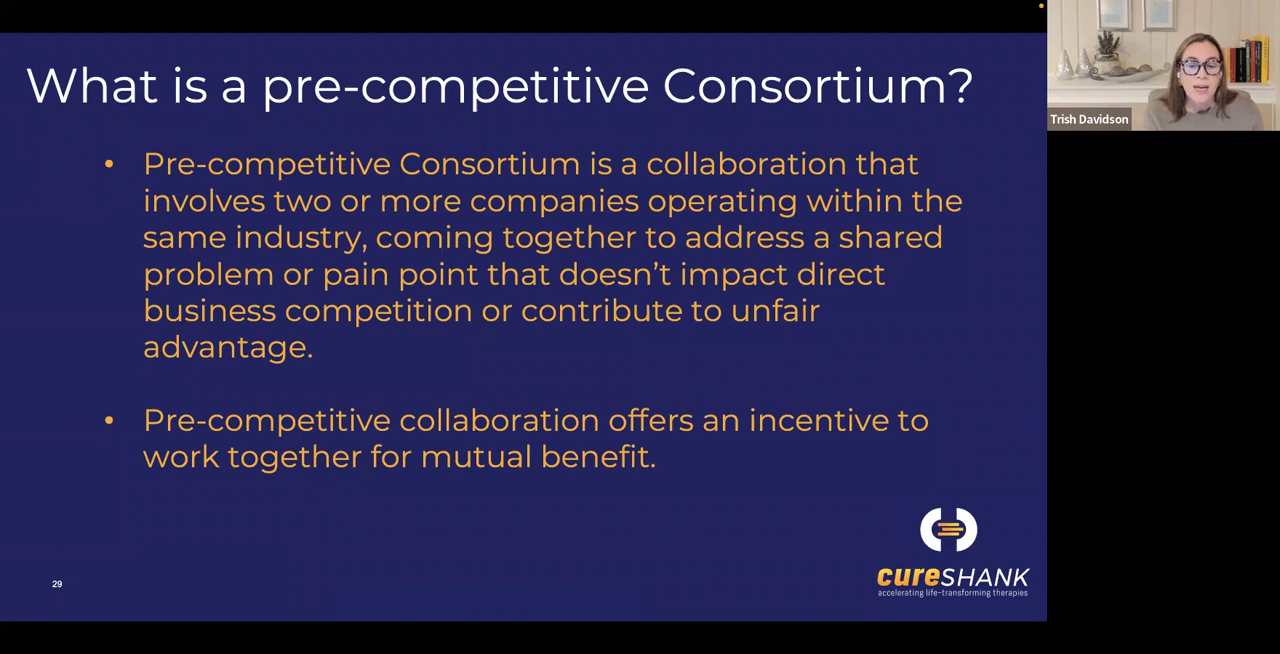 What is a pre-competitive Consortium?
• Pre-competitive Consortium is a collaboration that
involves two or more companies operating within the
same industry, coming together to address a shared
problem or pain point that doesn’t impact direct
business competition or contribute to unfair
advantage.
• Pre-competitive collaboration offers an incentive to
work together for mutual benefit.
29
cureSHANK
accelerating life-transforming therapies
Trish Davidson